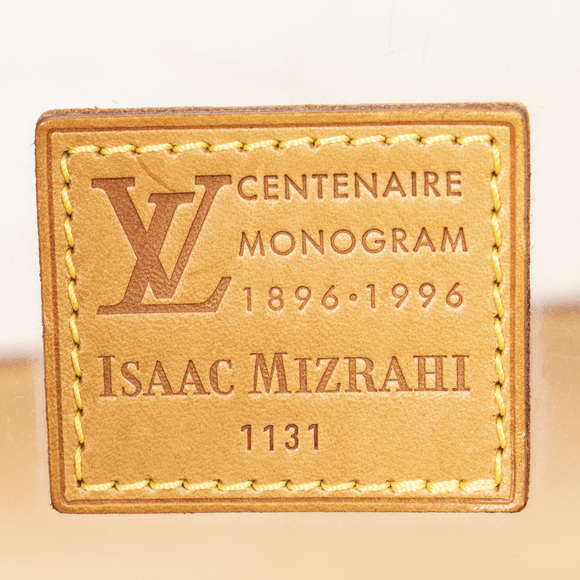 LV CENTENAIRE
MONOGRAM
1896·1996
ISAAC MIZRAHI
1131